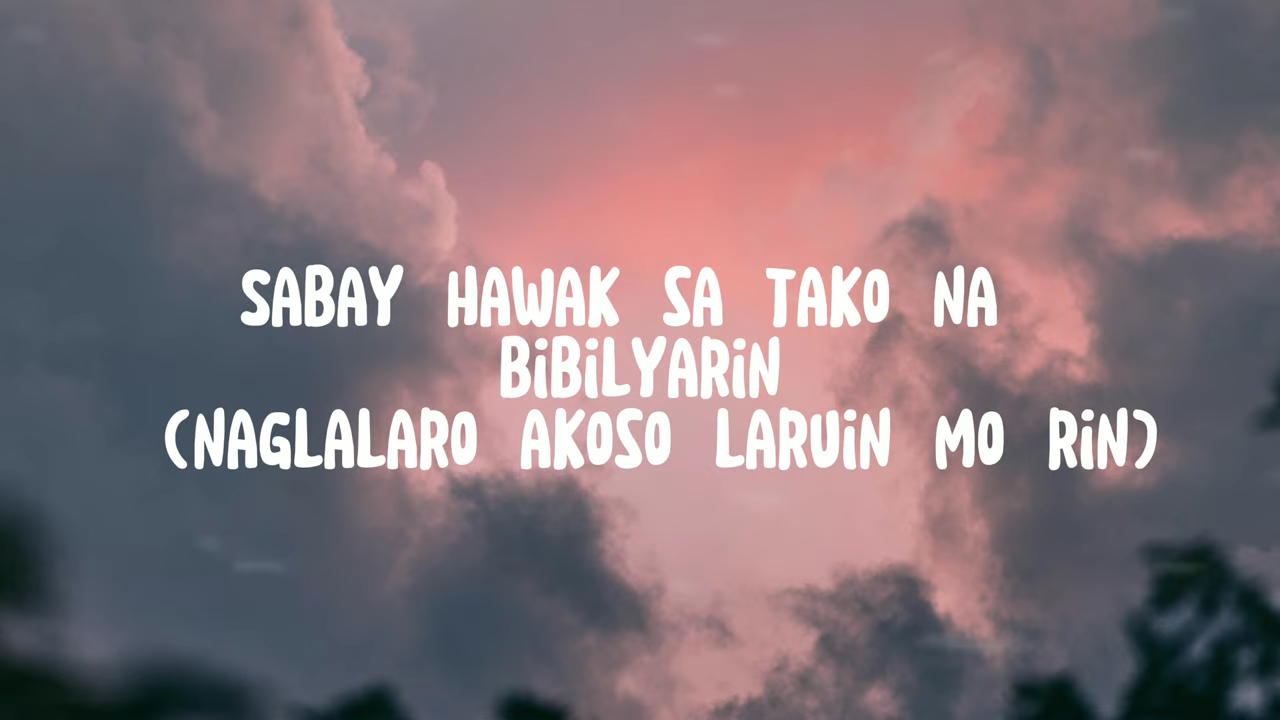 SABAY HAWAK SA TAKO NA
BiBiLYARiN
(NAGLALARO AKOSO LARUiN MO RiN)